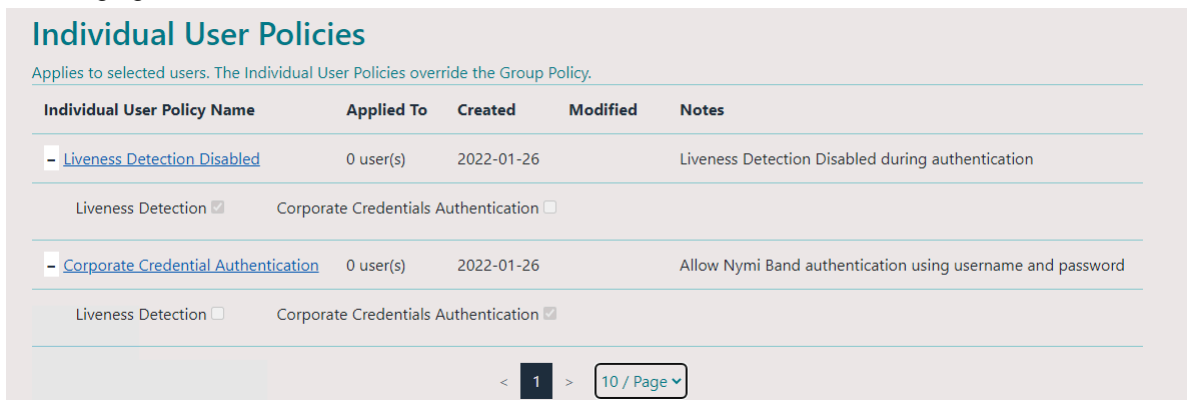 Individual User Policies
Applies to selected users. The Individual User Policies override the Group Policy.
Individual User Policy Name Applied To Created Modified Notes
– Liveness Detection Disabled 0 user(s) 2022-01-26 Liveness Detection Disabled during authentication
Liveness Detection Corporate Credentials Authentication
– Corporate Credential Authentication 0 user(s) 2022-01-26 Allow Nymi Band authentication using username and password
Liveness Detection Corporate Credentials Authentication
< 1 > 10 / Page